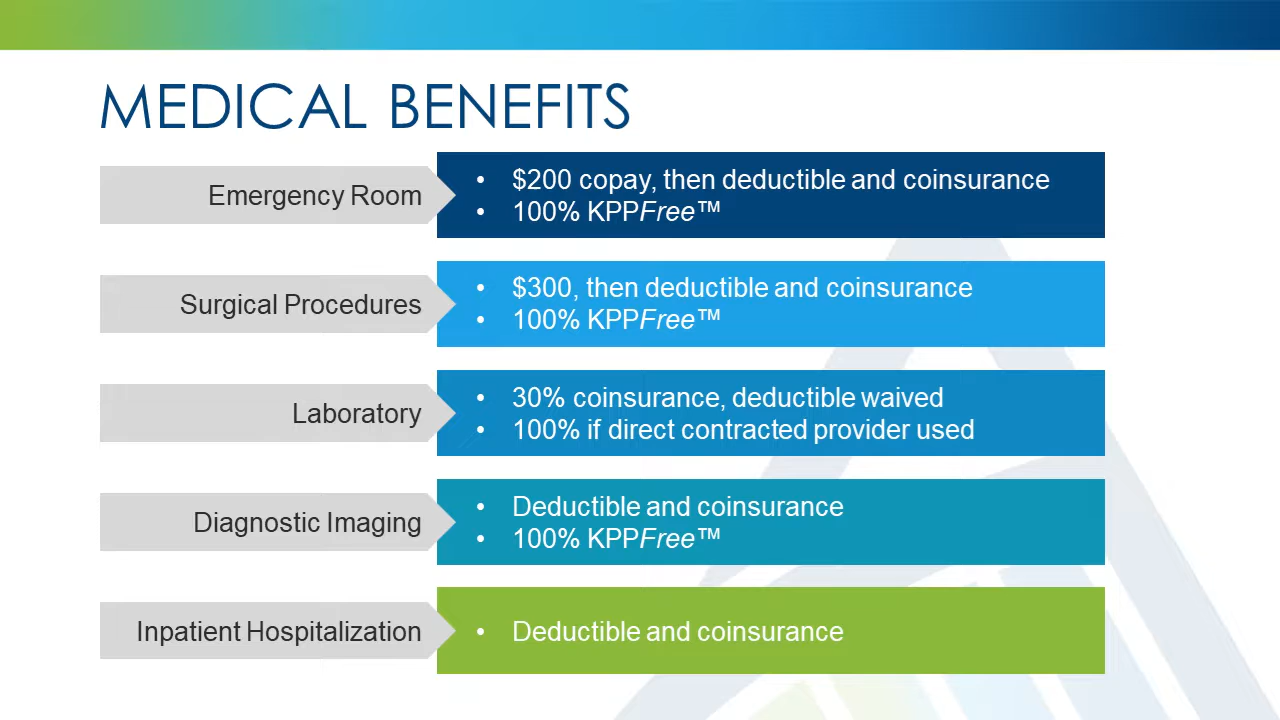 MEDICAL BENEFITS
Emergency Room
• $200 copay, then deductible and coinsurance
• 100% KPPFree™
Surgical Procedures
• $300, then deductible and coinsurance
• 100% KPPFree™
Laboratory
• 30% coinsurance, deductible waived
• 100% if direct contracted provider used
Diagnostic Imaging
• Deductible and coinsurance
• 100% KPPFree™
Inpatient Hospitalization
• Deductible and coinsurance